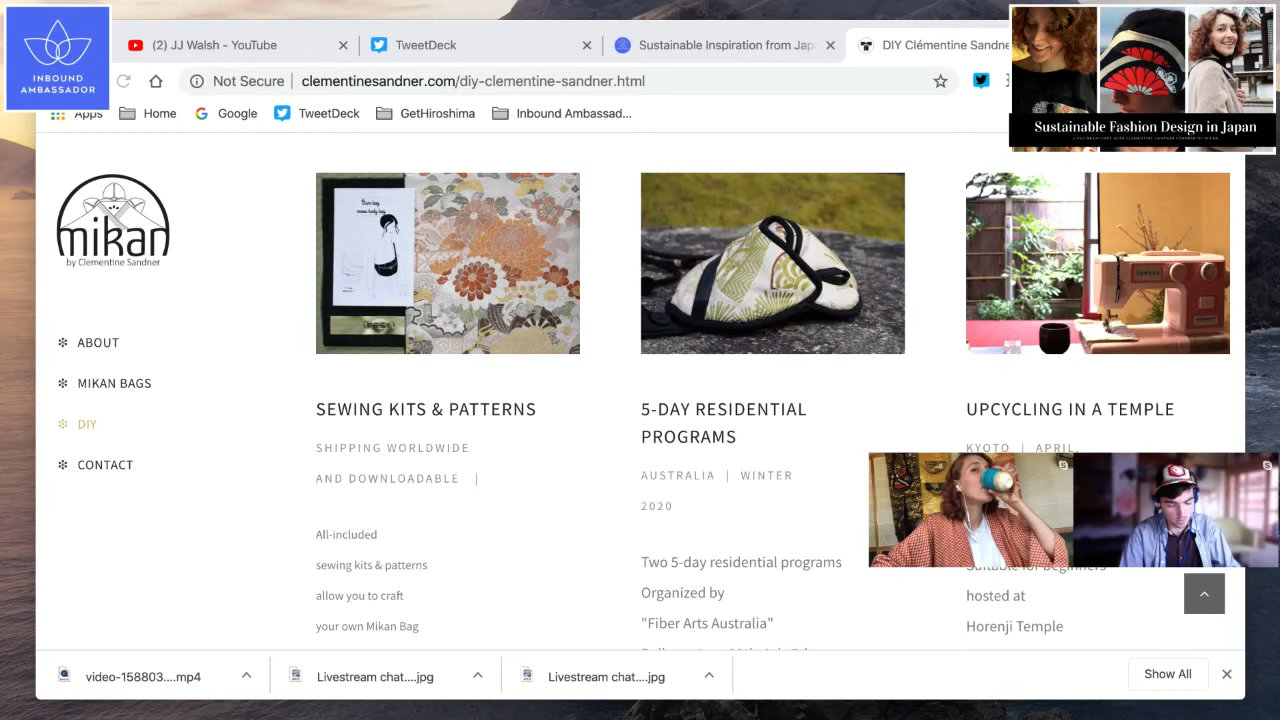 INBOUND
AMBASSADOR
(2) JJ Walsh - YouTube
TweetDeck
Sustainable Inspiration from Jap
DIY Clémentine Sandne
Not Secure
clementinesandner.com/diy-clementine-sandner.html
Apps
Home
Google
TweetDeck
GetHiroshima
Inbound Ambassad...
Sustainable Fashion Design in Japan
mikan
by Clementine Sandner
ABOUT
MIKAN BAGS
DIY
CONTACT
SEWING KITS & PATTERNS
SHIPPING WORLDWIDE
AND DOWNLOADABLE |
All-included
sewing kits & patterns
allow you to craft
your own Mikan Bag
5-DAY RESIDENTIAL
PROGRAMS
AUSTRALIA | WINTER
2020
Two 5-day residential programs
Organized by
"Fiber Arts Australia"
UPCYCLING IN A TEMPLE
KYOTO | APRIL,
Suitable for beginners
hosted at
Horenji Temple
video-158803....mp4
Livestream chat....jpg
Livestream chat....jpg
Show All